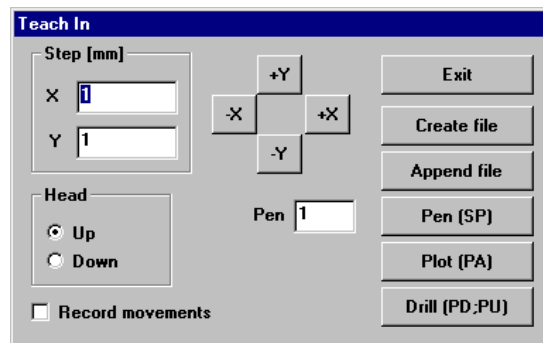 Teach In
Step [mm]
X 1
Y 1
+Y
-X
+X
-Y
Pen 1
Head
Up
Down
Record movements
Exit
Create file
Append file
Pen (SP)
Plot (PA)
Drill (PD;PU)